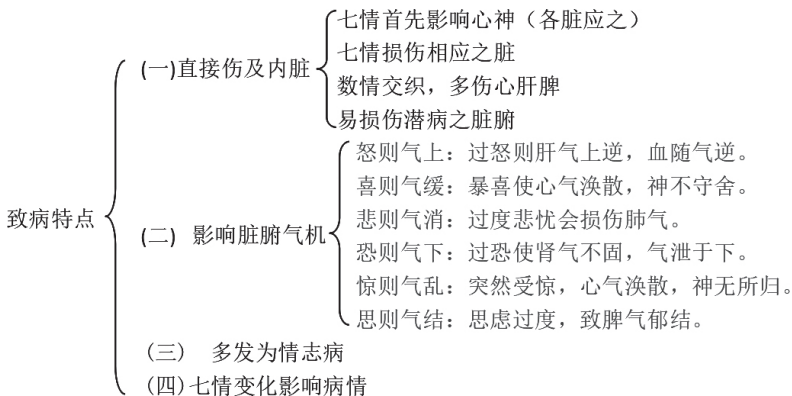 致病特点
(一)直接伤及内脏
七情首先影响心神（各脏应之）
七情损伤相应之脏
数情交织，多伤心肝脾
易损伤潜病之脏腑
(二) 影响脏腑气机
怒则气上：过怒则肝气上逆，血随气逆。
喜则气缓：暴喜使心气涣散，神不守舍。
悲则气消：过度悲忧会损伤肺气。
恐则气下：过恐使肾气不固，气泄于下。
惊则气乱：突然受惊，心气涣散，神无所归。
思则气结：思虑过度，致脾气郁结。
(三) 多发为情志病
(四)七情变化影响病情